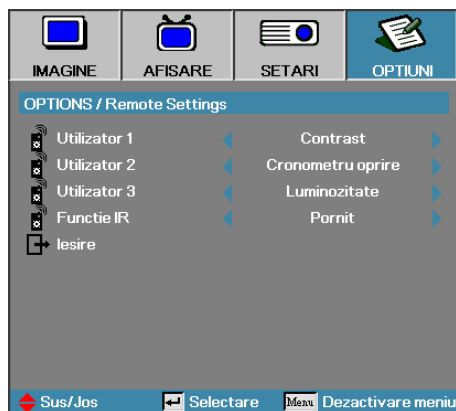 IMAGINE AFISARE SETARI OPTIUNI
OPTIONS / Remote Settings
Utilizator 1 Contrast
Utilizator 2 Cronometru oprire
Utilizator 3 Luminozitate
Functie IR Pornit
Iesire
Sus/Jos Selectare Menu Dezactivare meniu